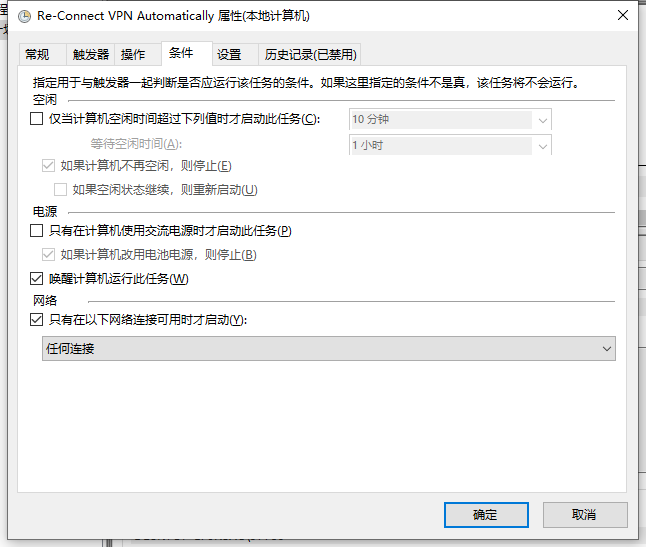 Re-Connect VPN Automatically 属性(本地计算机)
常规 触发器 操作 条件 设置 历史记录(已禁用)
指定用于与触发器一起判断是否应运行该任务的条件。如果这里指定的条件不是真，该任务将不会运行。
空闲
仅当计算机空闲时间超过下列值时才启动此任务(C): 10 分钟
等待空闲时间(A): 1 小时
如果计算机不再空闲，则停止(E)
如果空闲状态继续，则重新启动(U)
电源
只有在计算机使用交流电源时才启动此任务(P)
如果计算机改用电池电源，则停止(B)
唤醒计算机运行此任务(W)
网络
只有在以下网络连接可用时才启动(Y):
任何连接
确定 取消